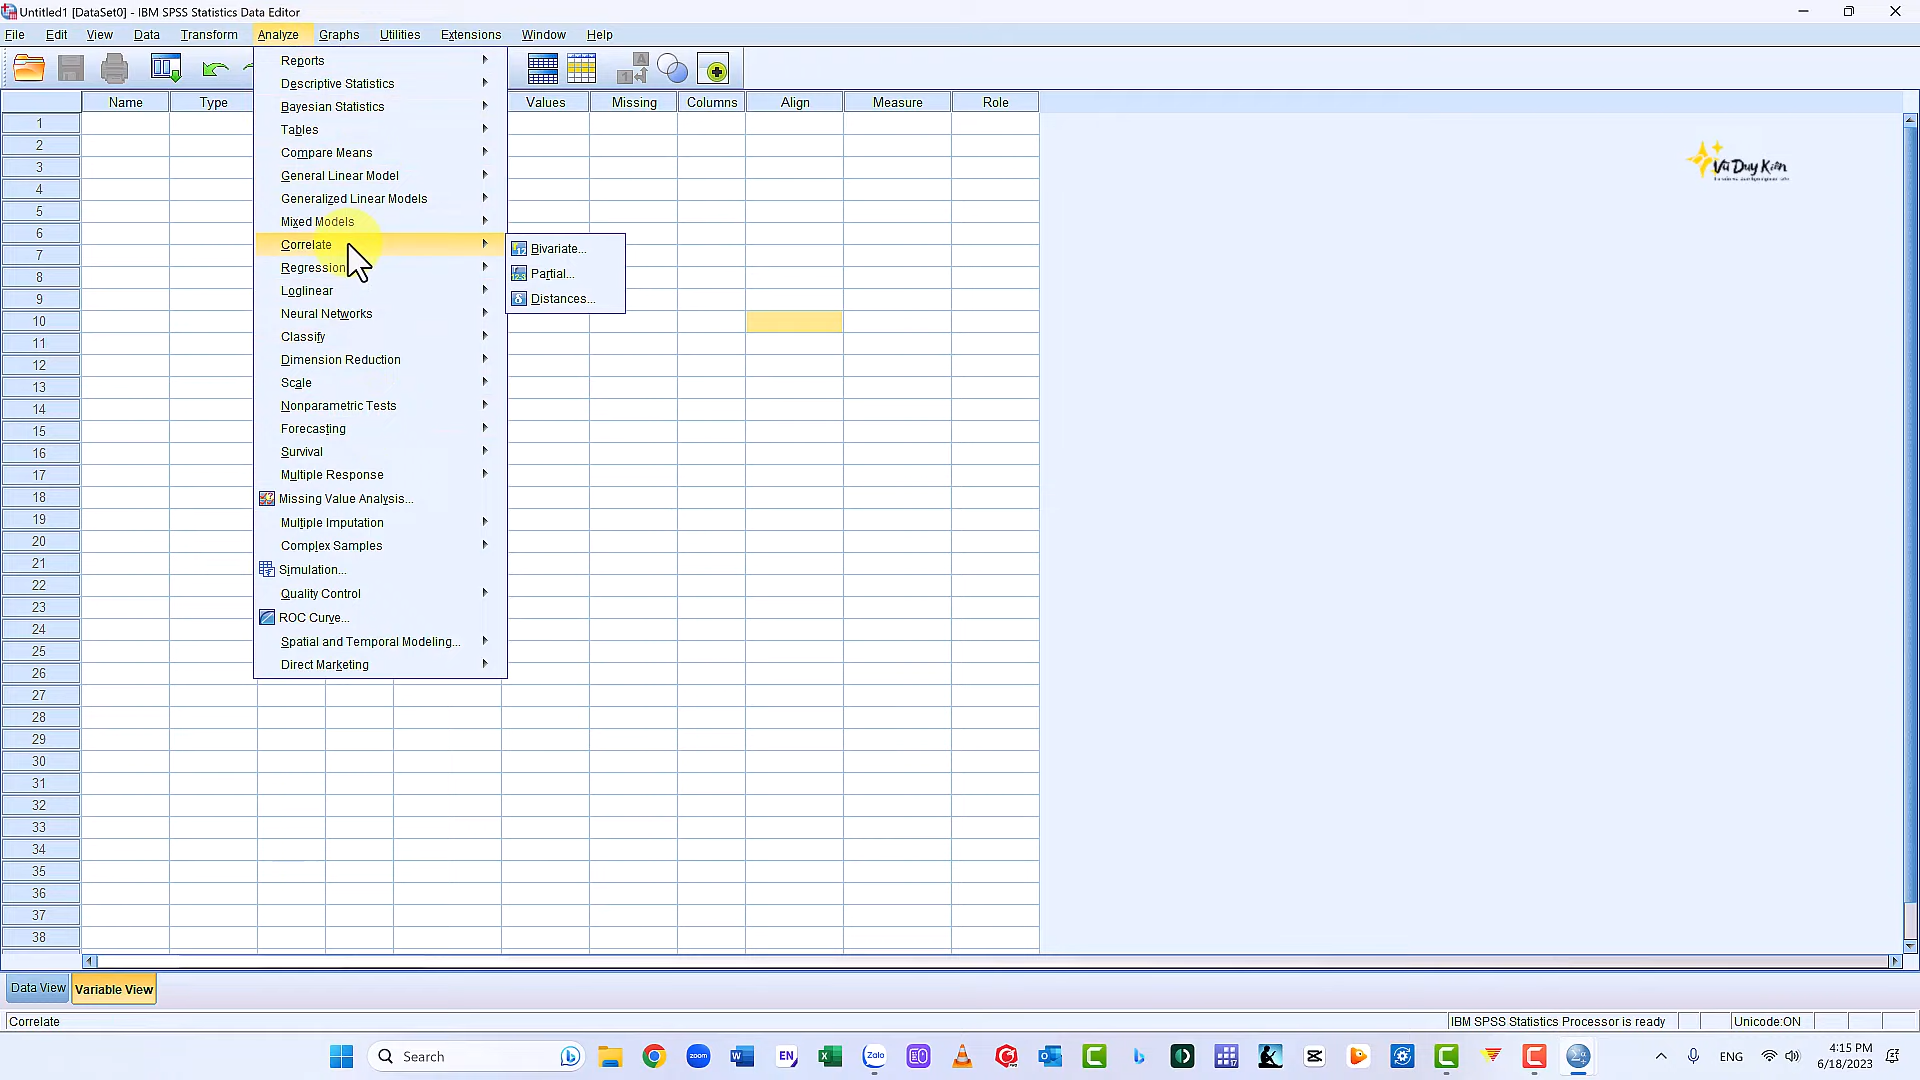 Untitled1 [DataSet0] - IBM SPSS Statistics Data Editor
File Edit View Data Transform Analyze Graphs Utilities Extensions Window Help
Name Type Values Missing Columns Align Measure Role
Reports
Descriptive Statistics
Bayesian Statistics
Tables
Compare Means
General Linear Model
Generalized Linear Models
Mixed Models
Correlate
Regression
Loglinear
Neural Networks
Classify
Dimension Reduction
Scale
Nonparametric Tests
Forecasting
Survival
Multiple Response
Missing Value Analysis...
Multiple Imputation
Complex Samples
Simulation...
Quality Control
ROC Curve...
Spatial and Temporal Modeling...
Direct Marketing
Bivariate...
Partial...
Distances...
Vũ Duy Kiên
1
2
3
4
5
6
7
8
9
10
11
12
13
14
15
16
17
18
19
20
21
22
23
24
25
26
27
28
29
30
31
32
33
34
35
36
37
38
Data View Variable View
Correlate IBM SPSS Statistics Processor is ready Unicode:ON
Search zoom EN Zalo ENG 4:15 PM
6/18/2023